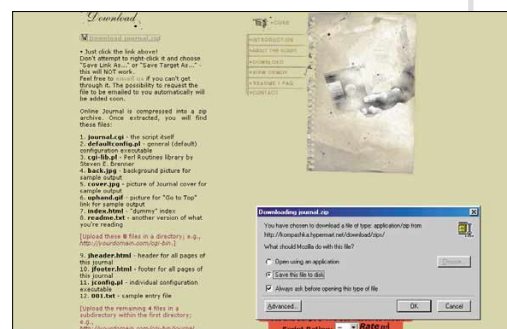 Download
Download journal.zip
• Just click the link above!
Don't attempt to right-click it and choose
"Save Link As..." or "Save Target As..." -
this will NOT work.
Feel free to email us if you can't get
through it. The possibility to request the
file to be emailed to you automatically will
be added soon.
Online Journal is compressed into a zip
archive. Once extracted, you will find
these files:
1. journal.cgi - the script itself
2. defaultconfig.pl - general (default)
configuration executable
3. cgi-lib.pl - Perl Routines library by
Steven E. Brenner
4. back.jpg - background picture for
sample output
5. cover.jpg - picture of Journal cover for
sample output
6. uphand.gif - picture for "Go to Top"
link for sample output
7. index.html - "dummy" index
8. readme.txt - another version of what
you're reading
[Upload these 8 files in a directory; e.g.,
http://yourdomain.com/cgi-bin.]
9. jheader.html - header for all pages of
this journal
10. jfooter.html - footer for all pages of
this journal
11. jconfig.pl - individual configuration
executable
12. 001.txt - sample entry file
[Upload the remaining 4 files in a
subdirectory within the first directory;
e.g.,
http://yourdomain.com/cgi-bin/journal
•HOME
•INTRODUCTION
•ABOUT THE SCRIPT
•DOWNLOAD
•VIEW DEMOS
•README / FAQ
•CONTACT
Downloading journal.zip
You have chosen to download a file of type: application/zip from
What should Mozilla do with this file?
Open using an application
Choose...
Save this file to disk
Always ask before opening this type of file
Advanced...
OK
Cancel
Rate